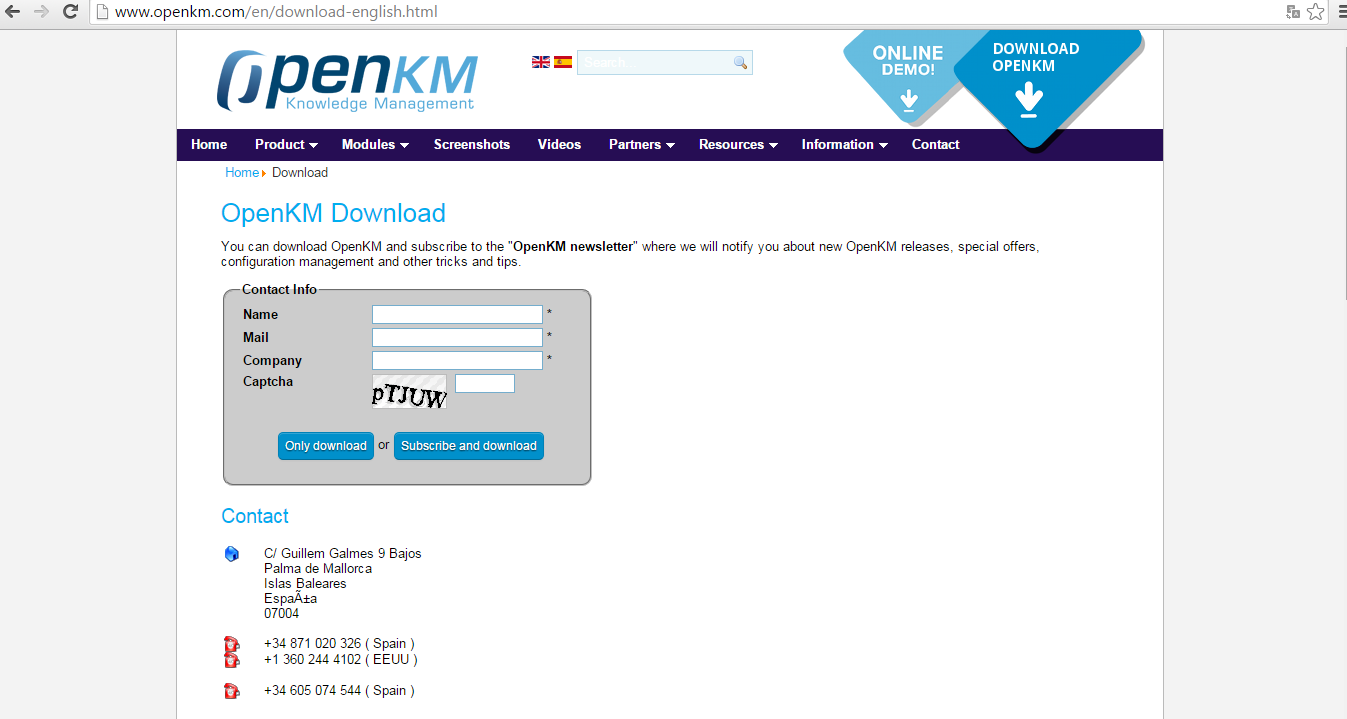 www.openkm.com/en/download-english.html
OpenKM
Knowledge Management
Search...
ONLINE
DEMO!
DOWNLOAD
OPENKM
Home Product Modules Screenshots Videos Partners Resources Information Contact
Home Download
OpenKM Download
You can download OpenKM and subscribe to the "OpenKM newsletter" where we will notify you about new OpenKM releases, special offers,
configuration management and other tricks and tips.
Contact Info
Name *
Mail *
Company *
Captcha pTJUW
Only download or Subscribe and download
Contact
C/ Guillem Galmes 9 Bajos
Palma de Mallorca
Islas Baleares
EspaÃ±a
07004
+34 871 020 326 ( Spain )
+1 360 244 4102 ( EEUU )
+34 605 074 544 ( Spain )